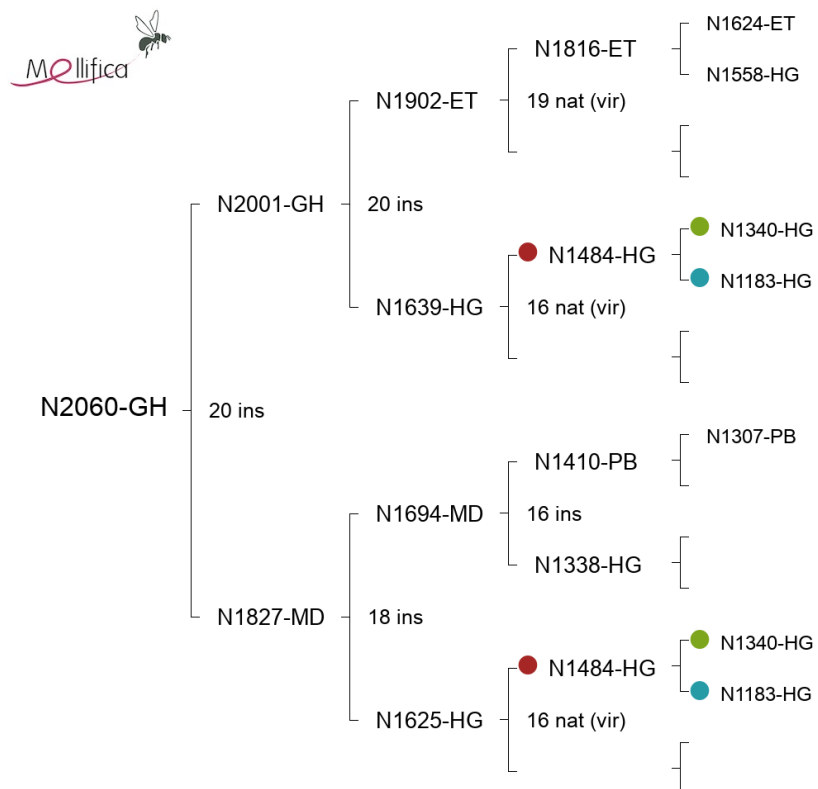 Mellifica
N1624-ET
N1816-ET
N1558-HG
N1902-ET
19 nat (vir)
N2001-GH
20 ins
N1340-HG
N1484-HG
N1183-HG
N1639-HG
16 nat (vir)
N2060-GH
20 ins
N1307-PB
N1410-PB
N1694-MD
16 ins
N1338-HG
N1827-MD
18 ins
N1340-HG
N1484-HG
N1183-HG
N1625-HG
16 nat (vir)